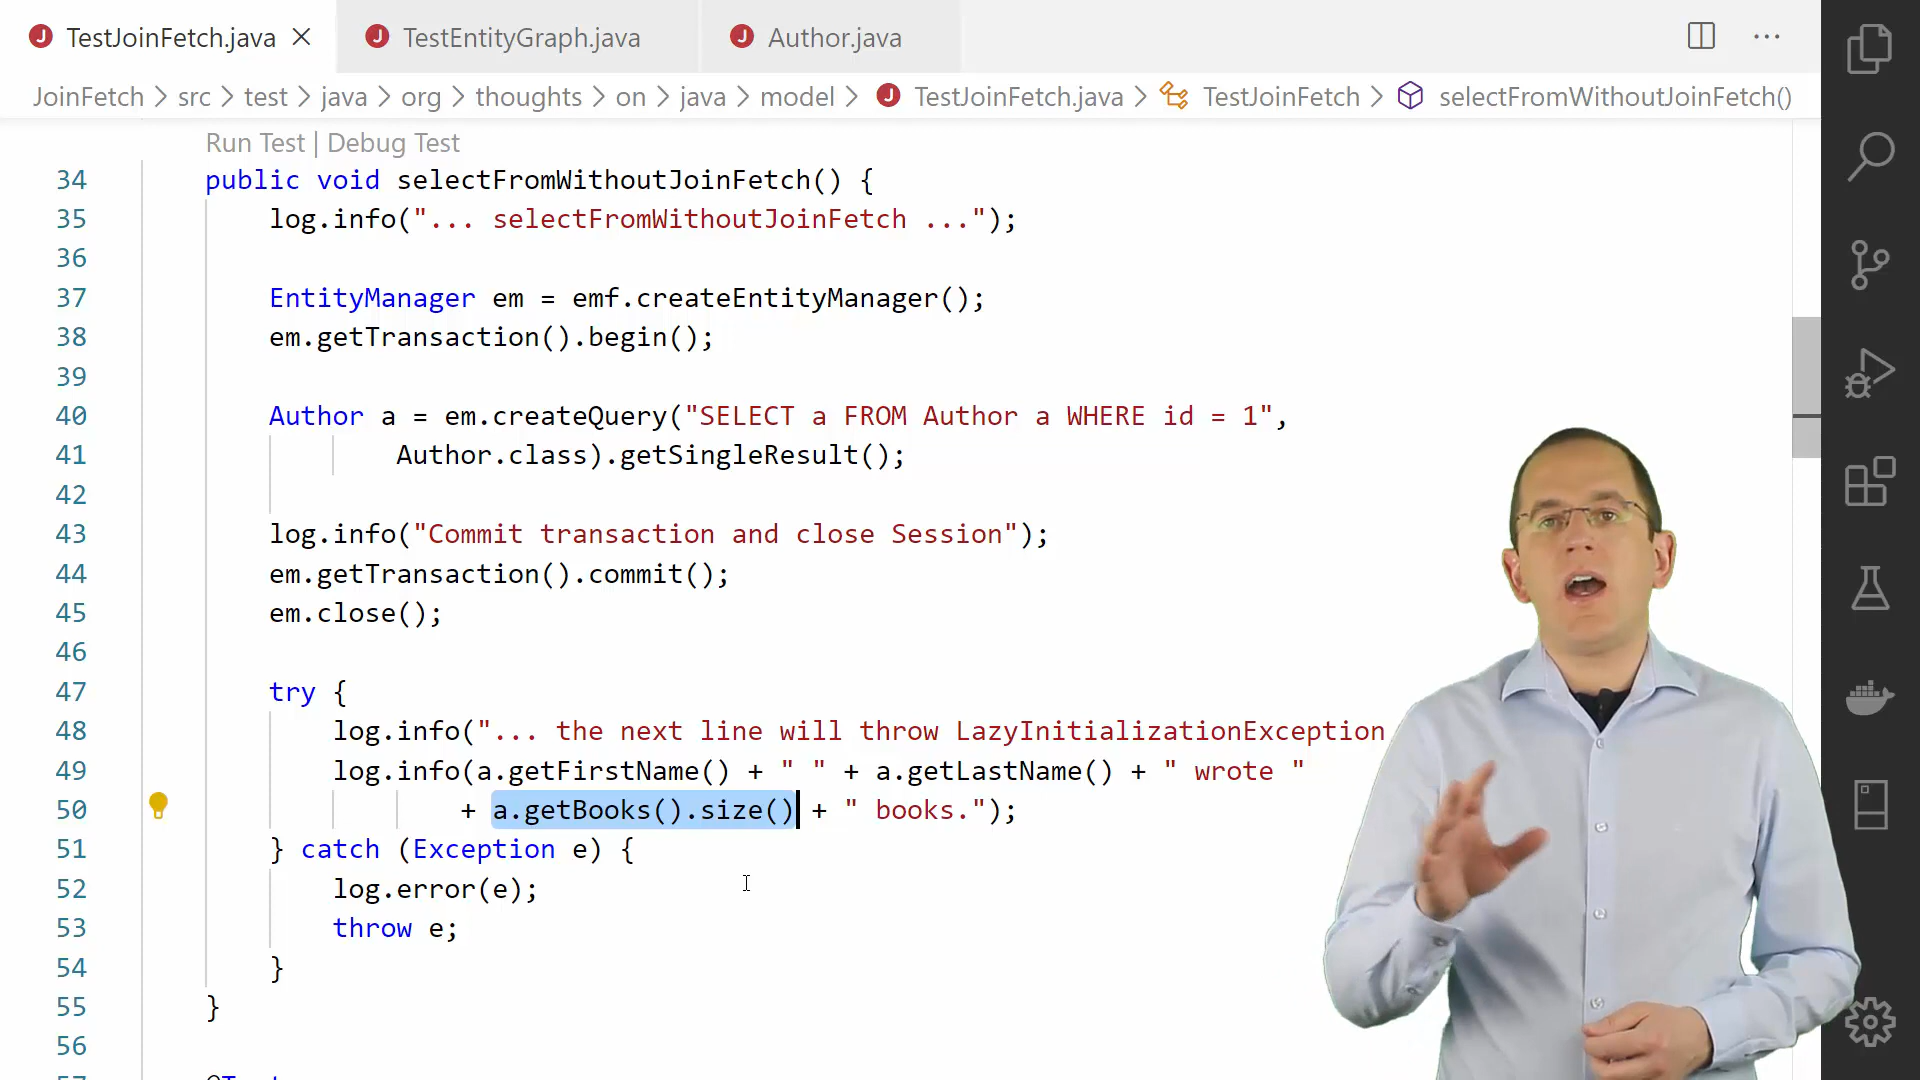 TestJoinFetch.java
TestEntityGraph.java
Author.java
JoinFetch > src > test > java > org > thoughts > on > java > model > TestJoinFetch.java > TestJoinFetch > selectFromWithoutJoinFetch()
Run Test | Debug Test
34 public void selectFromWithoutJoinFetch() {
35 log.info("... selectFromWithoutJoinFetch ...");
36
37 EntityManager em = emf.createEntityManager();
38 em.getTransaction().begin();
39
40 Author a = em.createQuery("SELECT a FROM Author a WHERE id = 1",
41 Author.class).getSingleResult();
42
43 log.info("Commit transaction and close Session");
44 em.getTransaction().commit();
45 em.close();
46
47 try {
48 log.info("... the next line will throw LazyInitializationException
49 log.info(a.getFirstName() + " " + a.getLastName() + " wrote "
50 + a.getBooks().size() + " books.");
51 } catch (Exception e) {
52 log.error(e);
53 throw e;
54 }
55 }
56